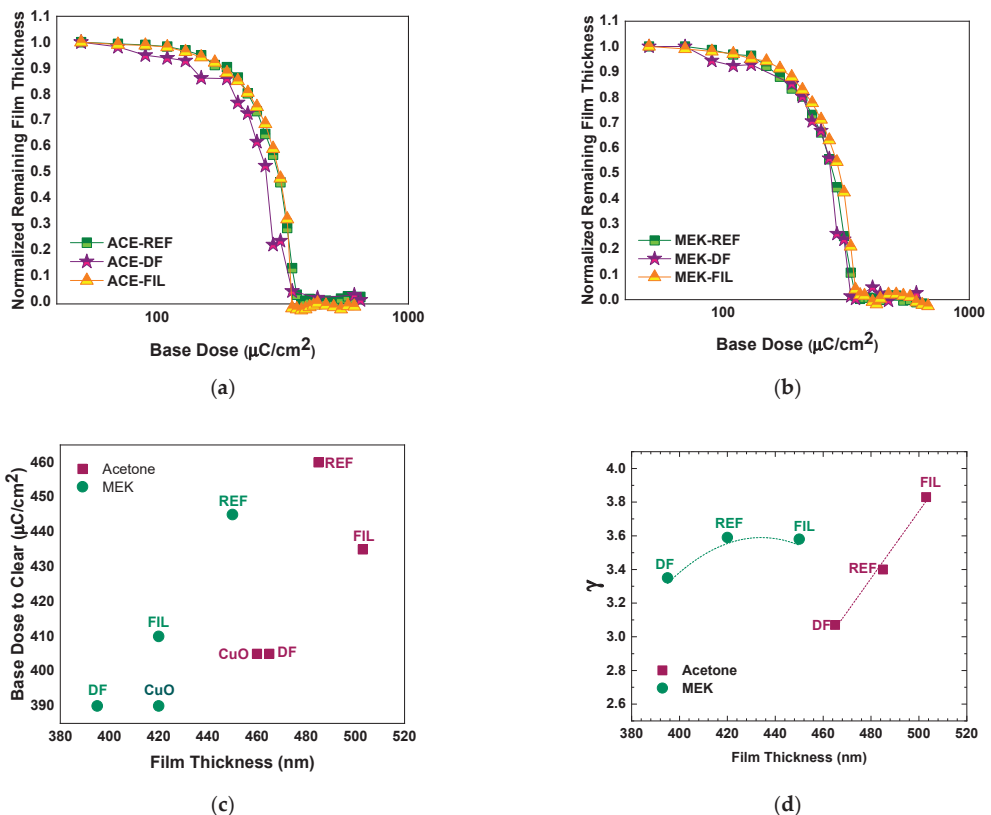 Normalized Remaining Film Thickness
1.0
0.9
0.8
0.7
0.6
0.5
0.4
0.3
0.2
0.1
0.0
ACE-REF
ACE-DF
ACE-FIL
100
1000
Base Dose (μC/cm²)
(a)
Normalized Remaining Film Thickness
1.0
0.9
0.8
0.7
0.6
0.5
0.4
0.3
0.2
0.1
0.0
MEK-REF
MEK-DF
MEK-FIL
100
1000
Base Dose (μC/cm²)
(b)
Base Dose to Clear (μC/cm²)
460
450
440
430
420
410
400
390
Acetone
MEK
REF
REF
FIL
FIL
CuO
DF
DF
CuO
380
400
420
440
460
480
500
520
Film Thickness (nm)
(c)
γ
4.0
3.8
3.6
3.4
3.2
3.0
2.8
2.6
FIL
REF
FIL
DF
REF
DF
Acetone
MEK
380
400
420
440
460
480
500
520
Film Thickness (nm)
(d)